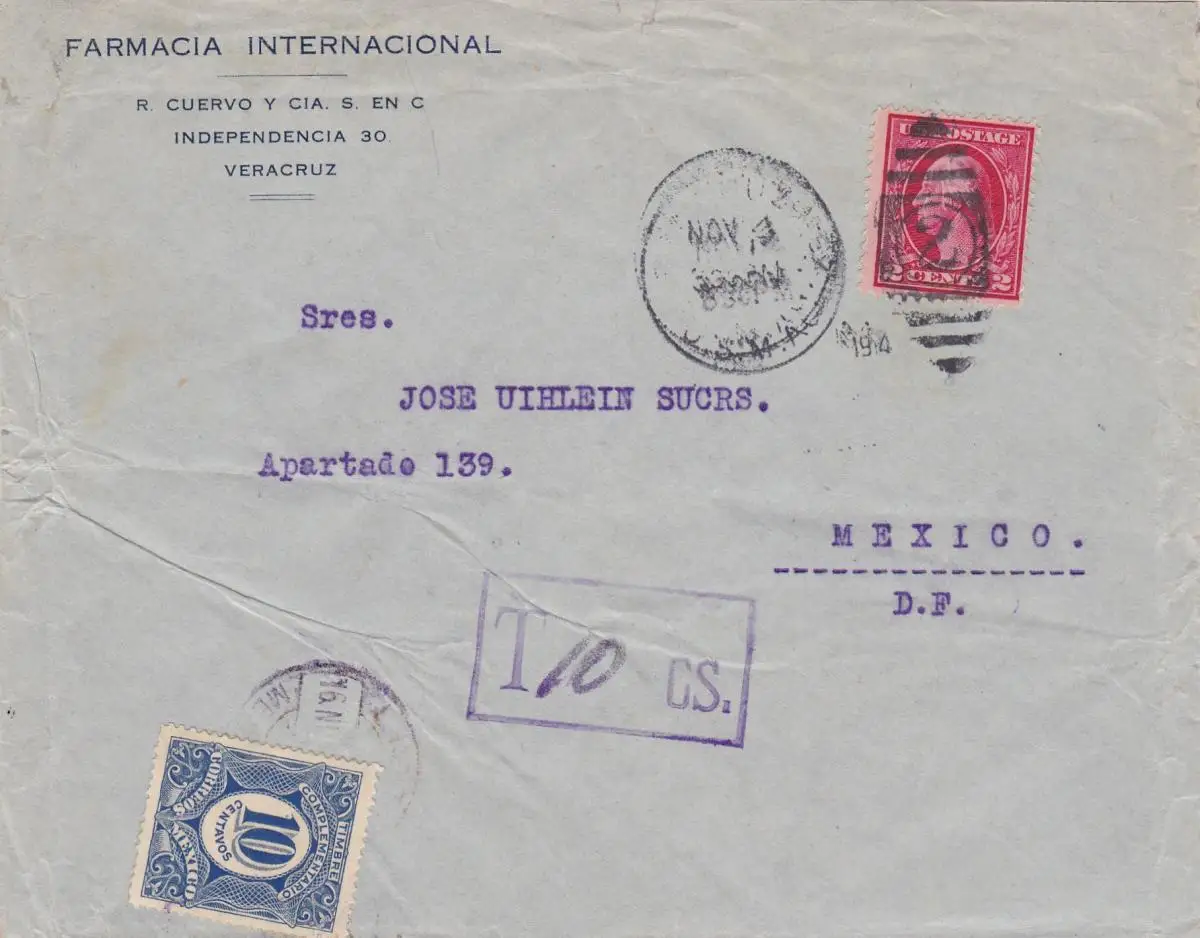 FARMACIA INTERNACIONAL
R. CUERVO Y CIA. S. EN C
INDEPENDENCIA 30.
VERACRUZ
U.S. POSTAGE
2 CENTS 2
NOV
1914
Sres.
JOSE UIHLEIN SUCRS.
Apartado 139.
MEXICO.
D.F.
T 10 CS.
16 N
TIMBRE
COMPLEMENTARIO
10
CENTAVOS
CORREOS
MEXICO